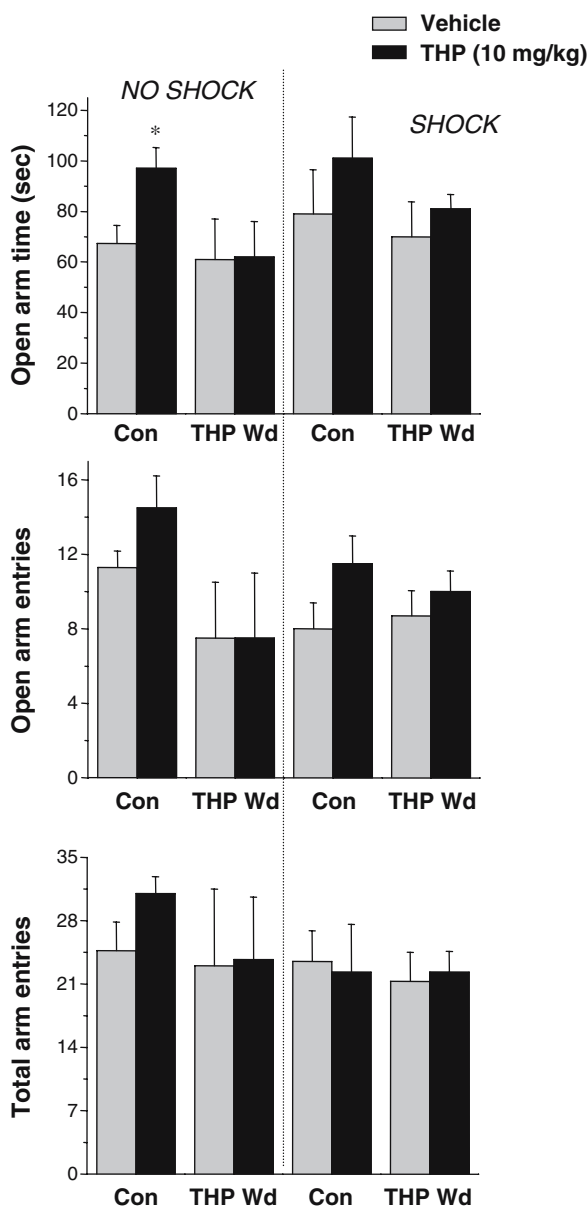 Vehicle
THP (10 mg/kg)
NO SHOCK
SHOCK
*
Open arm time (sec)
120
100
80
60
40
20
0
Con
THP Wd
Con
THP Wd
Open arm entries
16
12
8
4
0
Con
THP Wd
Con
THP Wd
Total arm entries
35
28
21
14
7
0
Con
THP Wd
Con
THP Wd